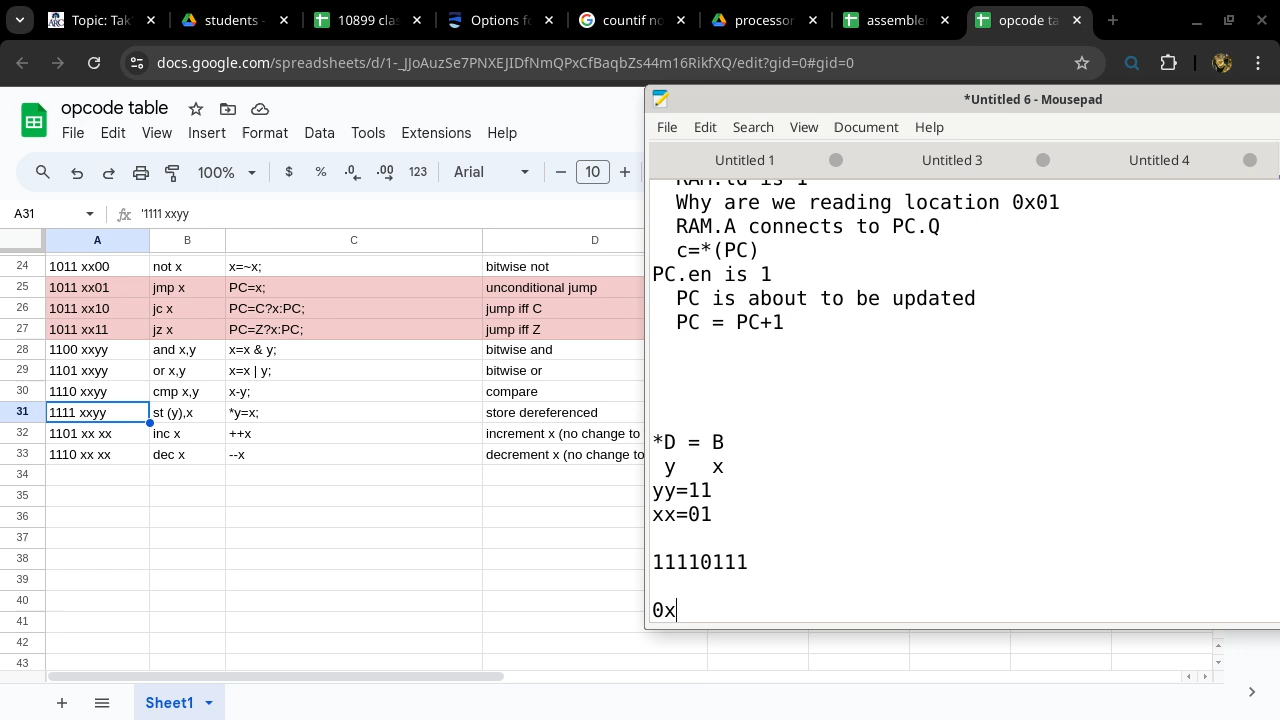 Topic: Tak
students -
10899 clas
Options fo
countif no
processor
assemble
opcode ta
docs.google.com/spreadsheets/d/1-_JJoAuzSe7PNXEJIDfNmQPxCfBaqbZs44m16RikfXQ/edit?gid=0#gid=0
opcode table
File Edit View Insert Format Data Tools Extensions Help
100% $ % .0 .00 123 Arial 10
A31 fx '1111 xxyy
A B C D
24 1011 xx00 not x x=~x; bitwise not
25 1011 xx01 jmp x PC=x; unconditional jump
26 1011 xx10 jc x PC=C?x:PC; jump iff C
27 1011 xx11 jz x PC=Z?x:PC; jump iff Z
28 1100 xxyy and x,y x=x & y; bitwise and
29 1101 xxyy or x,y x=x | y; bitwise or
30 1110 xxyy cmp x,y x-y; compare
31 1111 xxyy st (y),x *y=x; store dereferenced
32 1101 xx xx inc x ++x increment x (no change to
33 1110 xx xx dec x --x decrement x (no change to
34
35
36
37
38
39
40
41
42
43
Sheet1
*Untitled 6 - Mousepad
File Edit Search View Document Help
Untitled 1 Untitled 3 Untitled 4
RAM.ld is 1
Why are we reading location 0x01
RAM.A connects to PC.Q
c=*(PC)
PC.en is 1
PC is about to be updated
PC = PC+1
*D = B
y x
yy=11
xx=01
11110111
0x